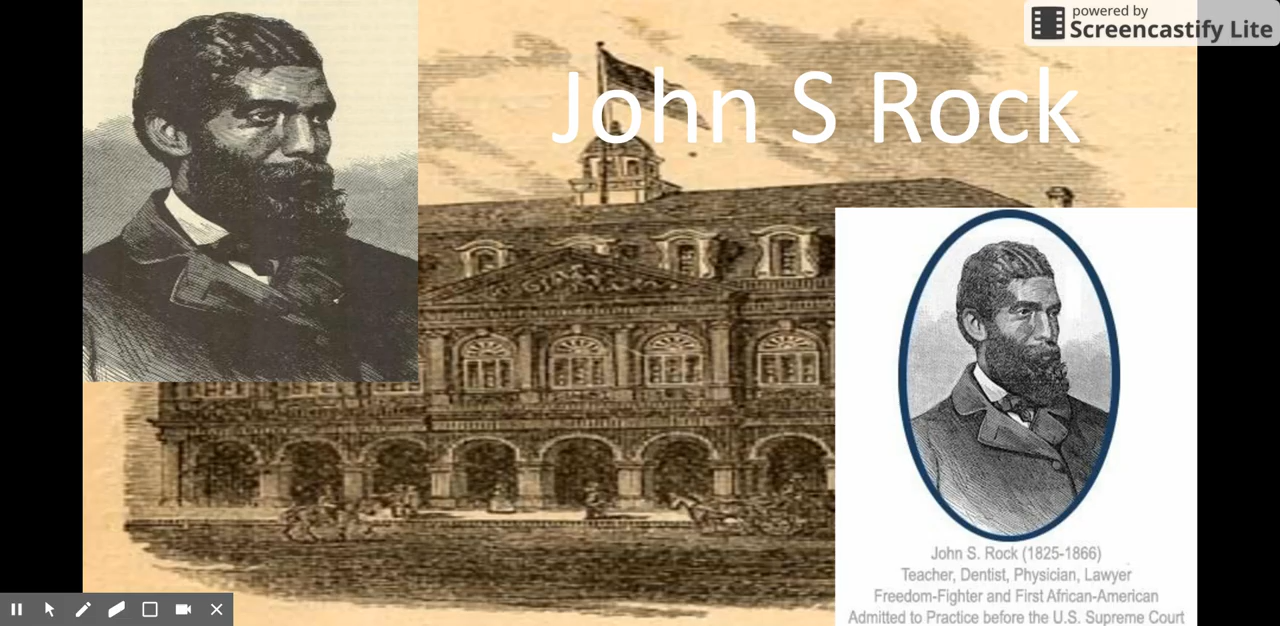 powered by
Screencastify Lite
John S Rock
John S. Rock (1825-1866)
Teacher, Dentist, Physician, Lawyer
Freedom-Fighter and First African-American
Admitted to Practice before the U.S. Supreme Court